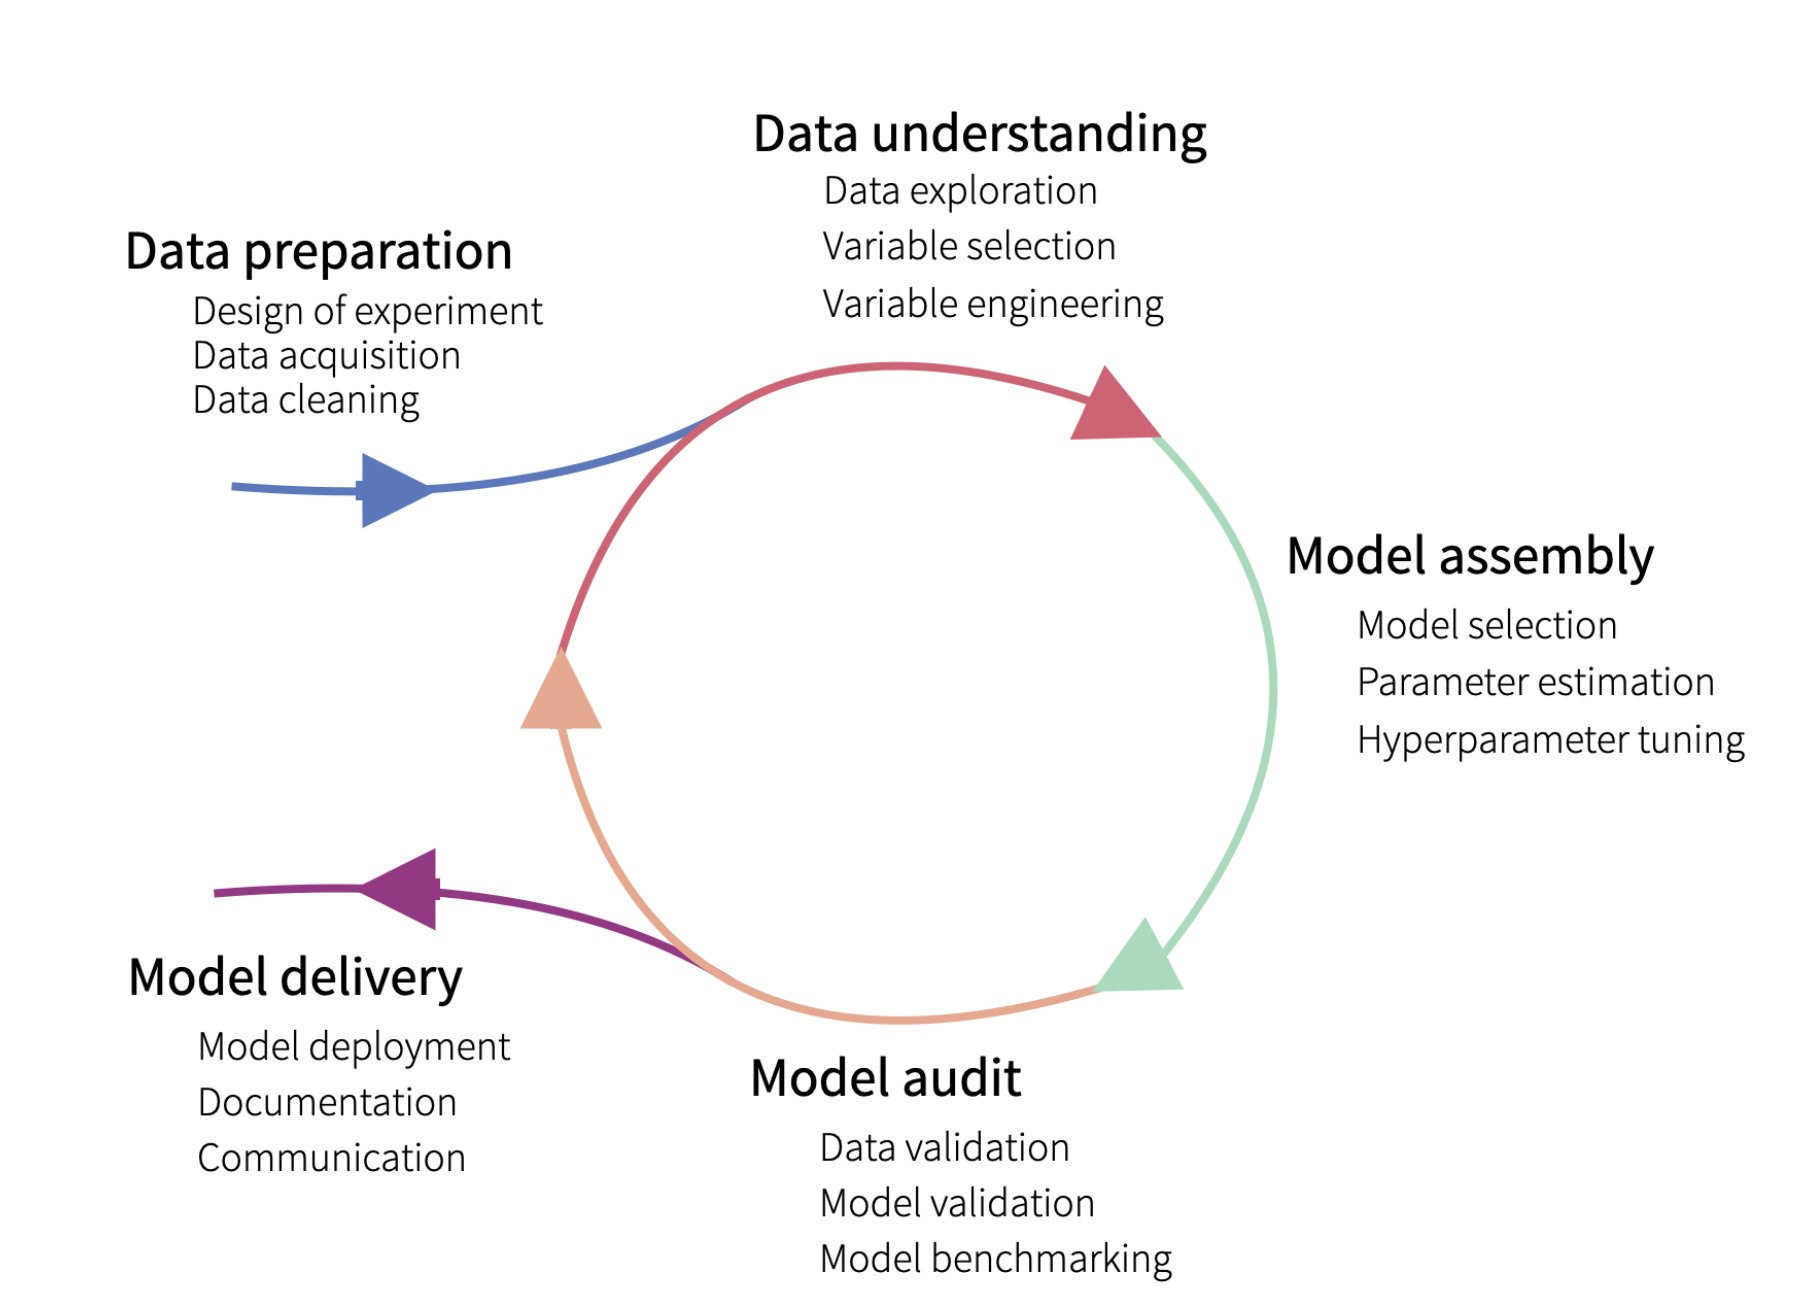 Data preparation
Design of experiment
Data acquisition
Data cleaning
Data understanding
Data exploration
Variable selection
Variable engineering
Model assembly
Model selection
Parameter estimation
Hyperparameter tuning
Model audit
Data validation
Model validation
Model benchmarking
Model delivery
Model deployment
Documentation
Communication